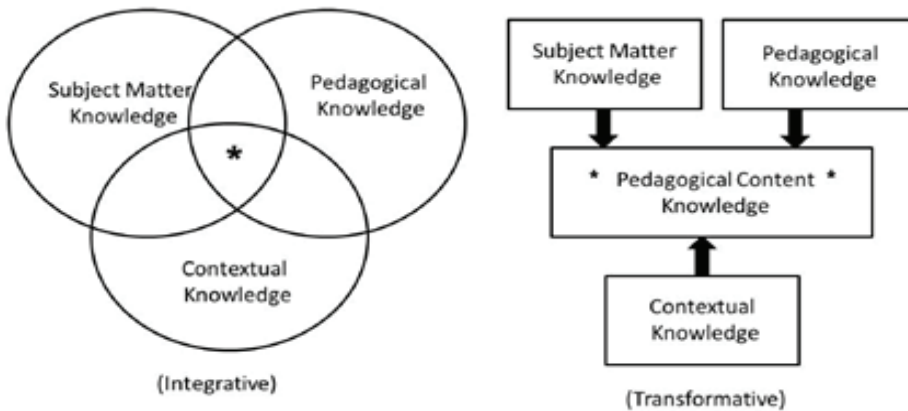 Subject Matter
Knowledge
Pedagogical
Knowledge
*
Contextual
Knowledge
(Integrative)
Subject Matter
Knowledge
Pedagogical
Knowledge
* Pedagogical Content *
Knowledge
Contextual
Knowledge
(Transformative)